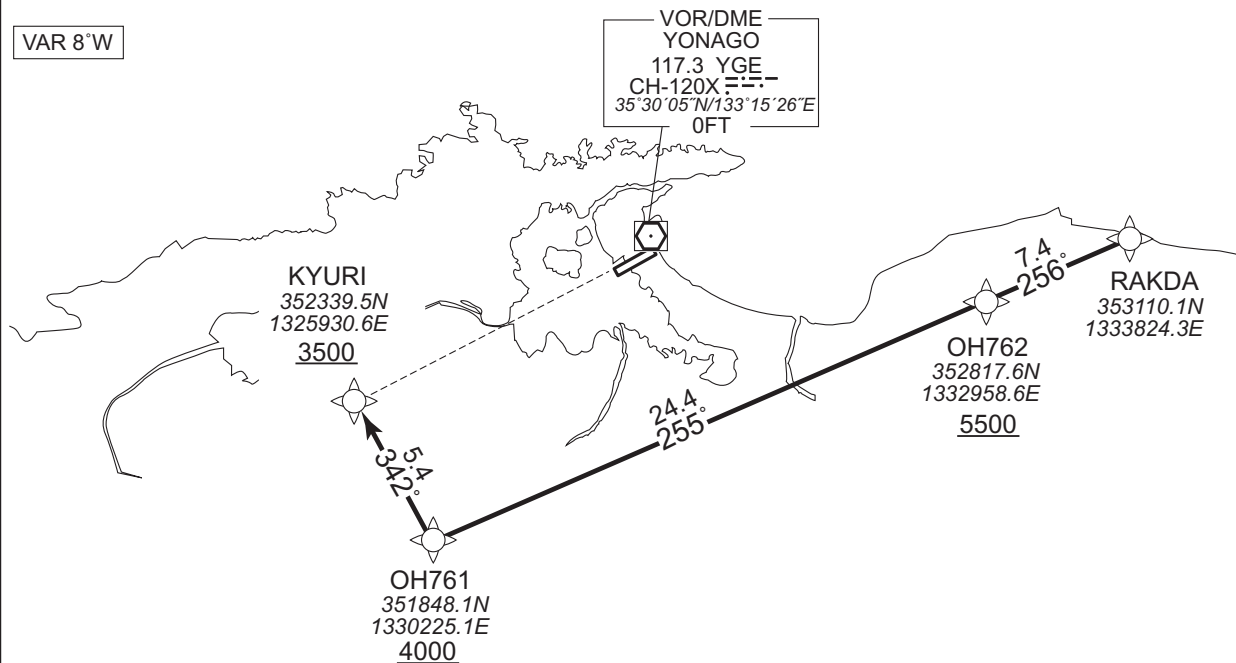 VAR 8°W
VOR/DME
YONAGO
117.3 YGE
CH-120X
35°30´05˝N/133°15´26˝E
0FT
KYURI
352339.5N
1325930.6E
3500
7.4
256°
RAKDA
353110.1N
1333824.3E
OH762
352817.6N
1332958.6E
5500
24.4
255°
5.4
342°
OH761
351848.1N
1330225.1E
4000